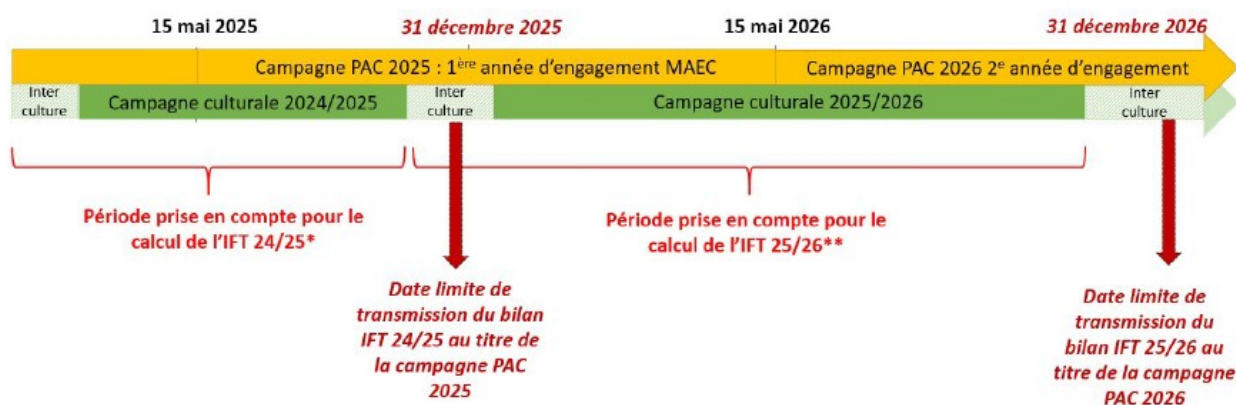 15 mai 2025
31 décembre 2025
15 mai 2026
31 décembre 2026
Campagne PAC 2025 : 1ère année d'engagement MAEC
Campagne PAC 2026 2e année d'engagement
Inter
culture
Campagne culturale 2024/2025
Inter
culture
Campagne culturale 2025/2026
Inter
culture
Période prise en compte pour le
calcul de l'IFT 24/25*
Période prise en compte pour le
calcul de l'IFT 25/26**
Date limite de
transmission du bilan
IFT 24/25 au titre de
la campagne PAC
2025
Date limite de
transmission du
bilan IFT 25/26 au
titre de la campagne
PAC 2026